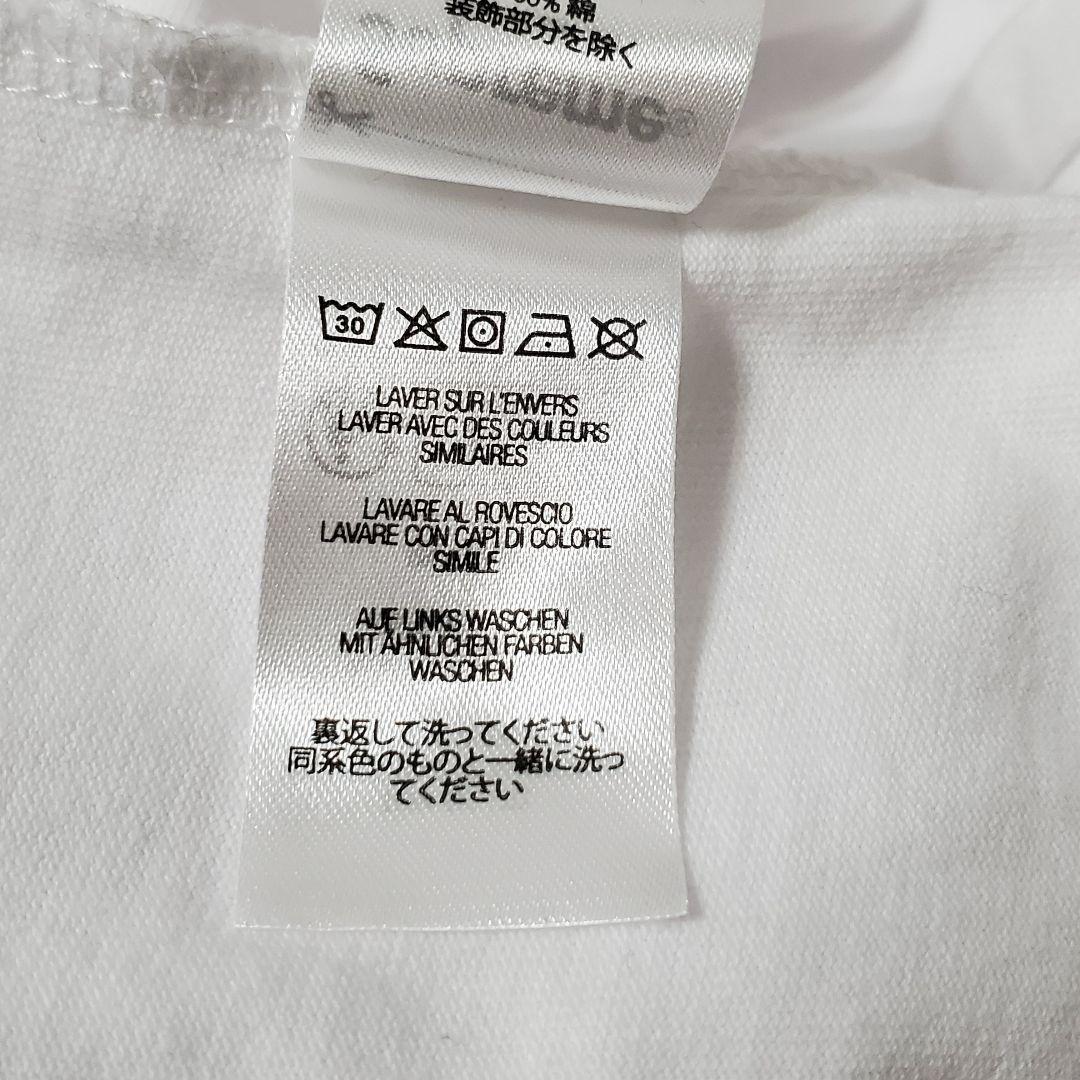 % 綿
装飾部分を除く
30
LAVER SUR L'ENVERS
LAVER AVEC DES COULEURS
SIMILAIRES
LAVARE AL ROVESCIO
LAVARE CON CAPI DI COLORE
SIMILE
AUF LINKS WASCHEN
MIT ÄHNLICHEN FARBEN
WASCHEN
裏返して洗ってください
同系色のものと一緒に洗っ
てください